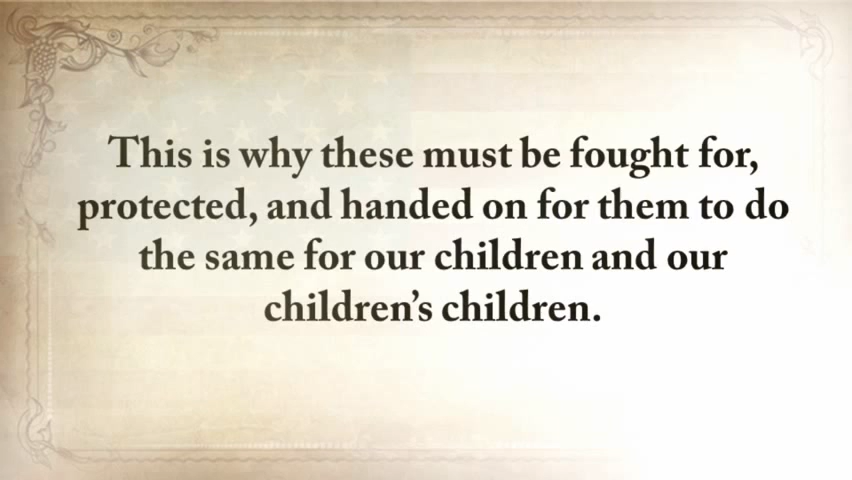 This is why these must be fought for,
protected, and handed on for them to do
the same for our children and our
children’s children.